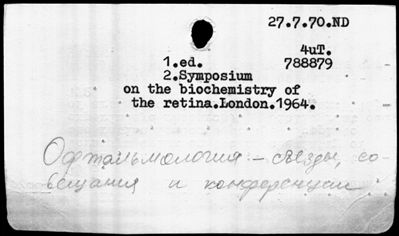 27.7.70.ND
4uT.
1.ed. 788879
2.Symposium
on the biochemistry of
the retina.London.1964.
Офтальмология – съезды, со-
вещания и конференции